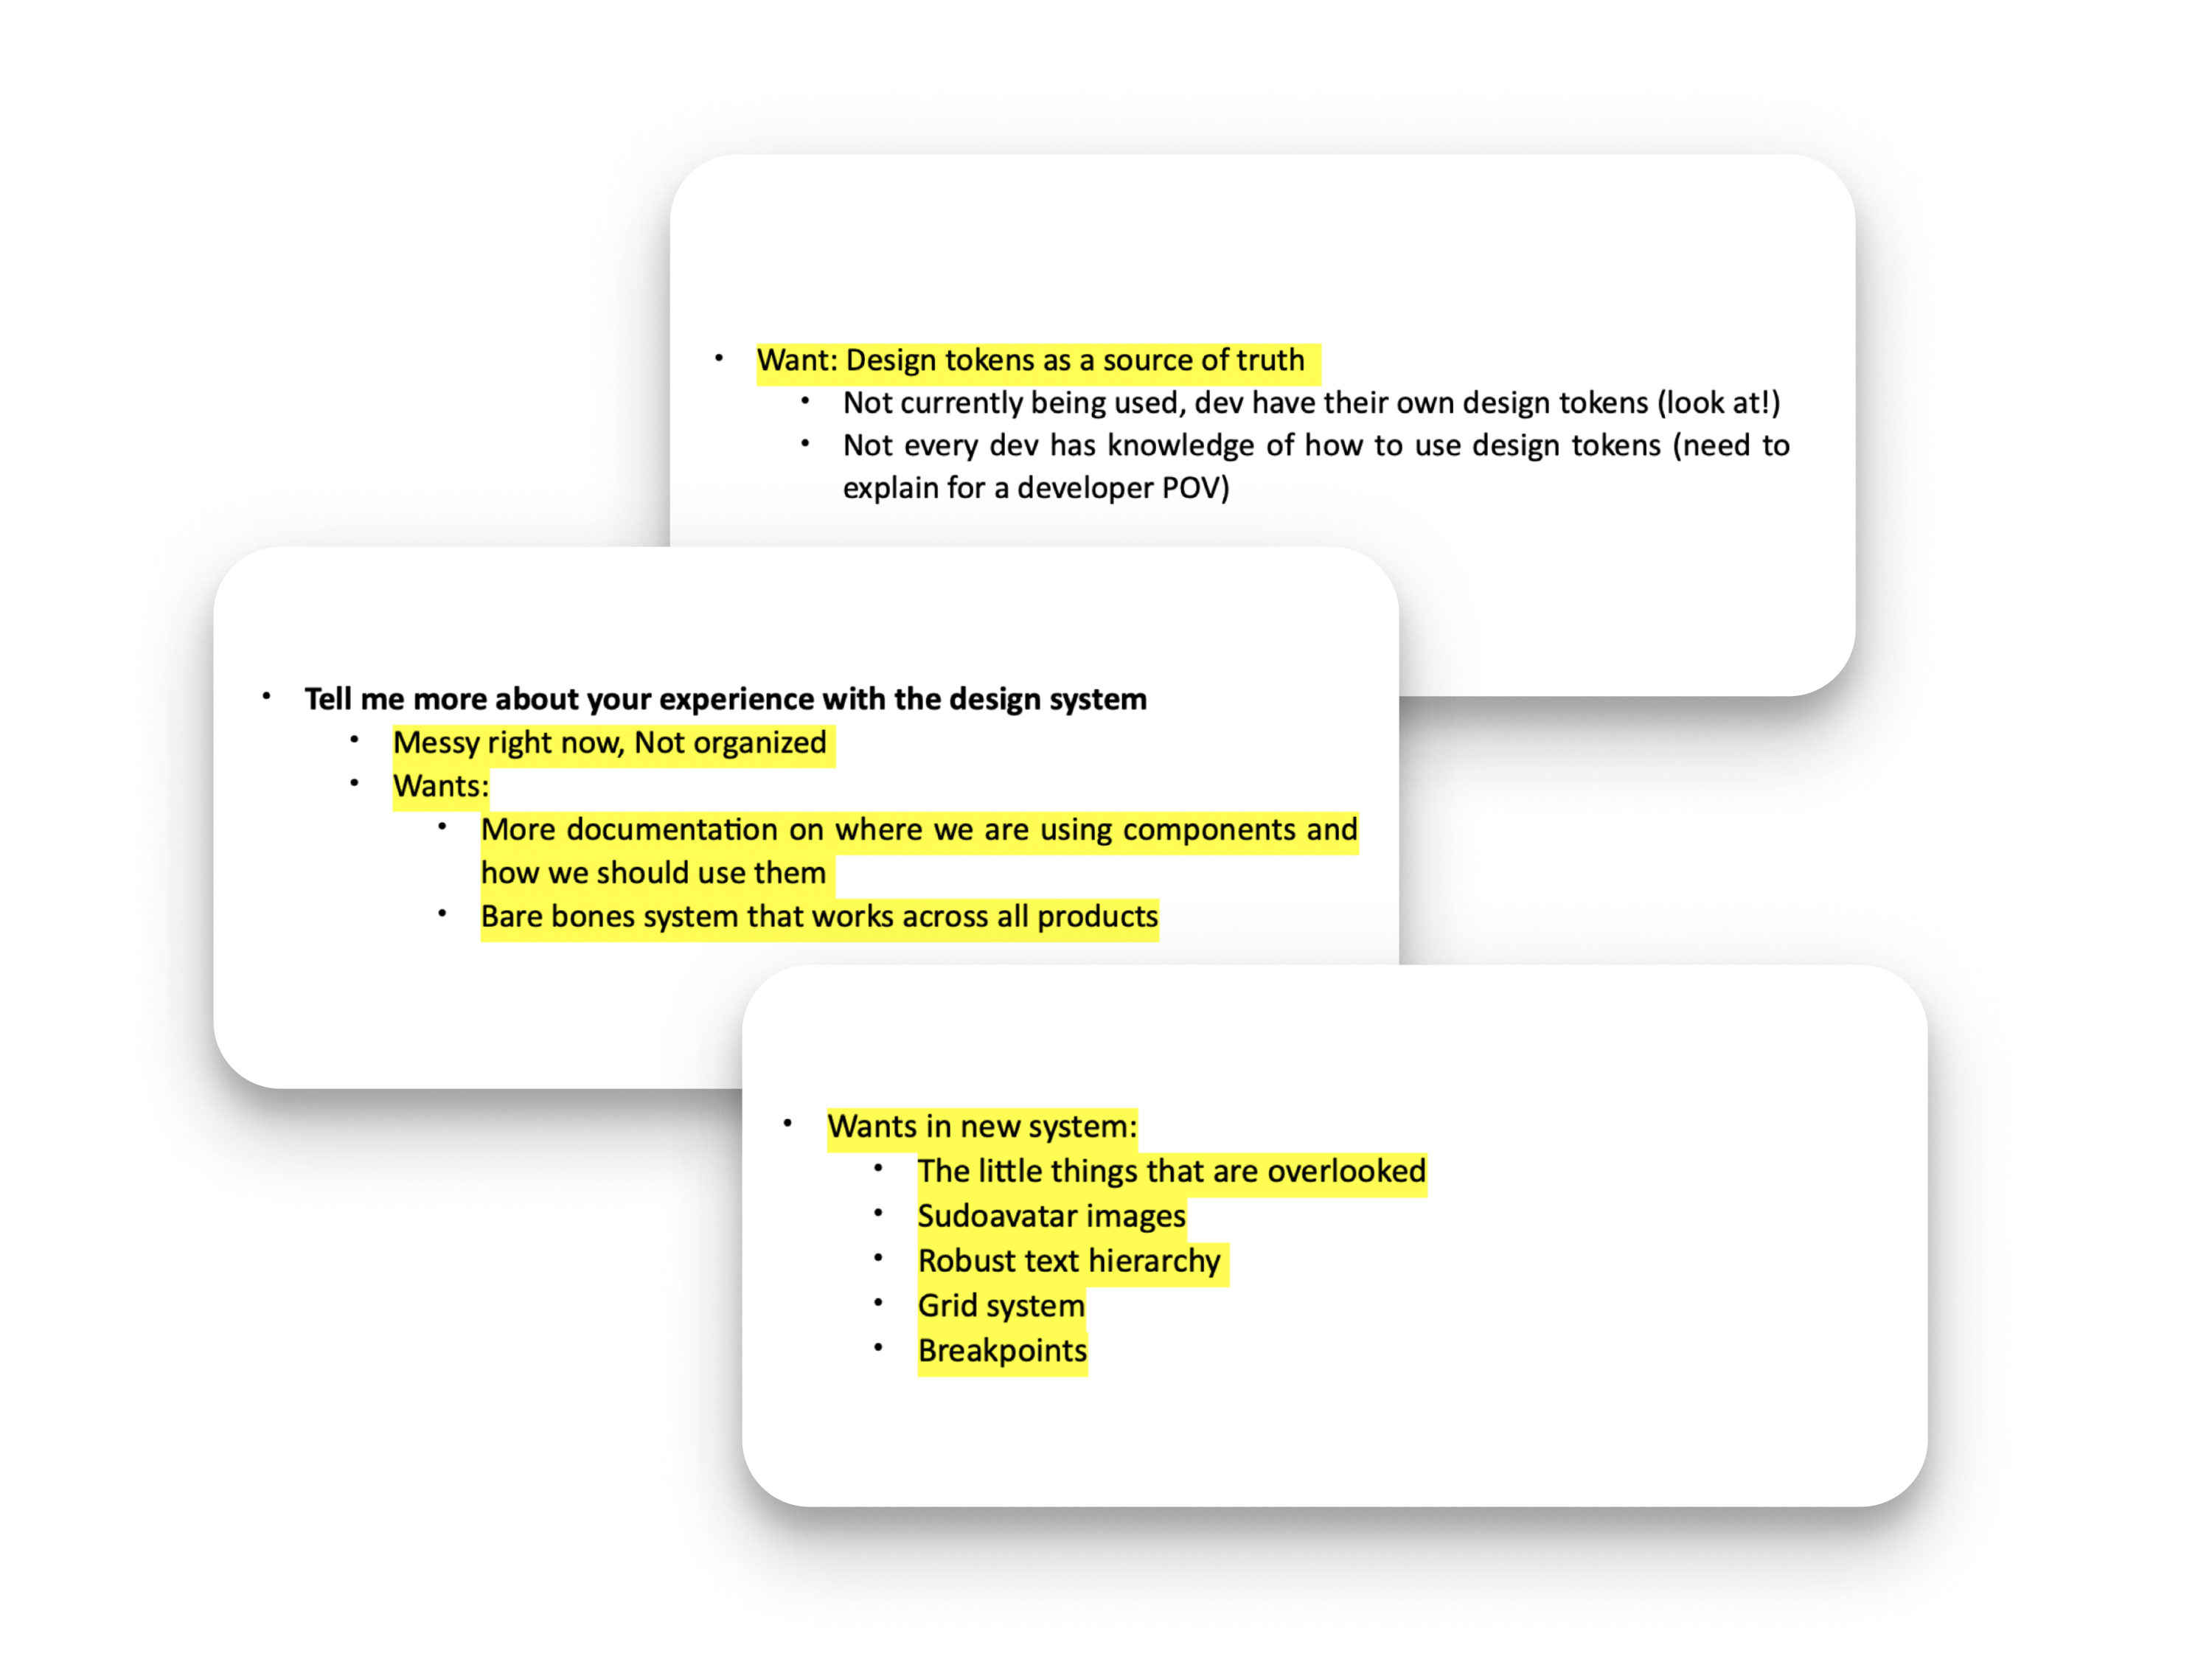 • Want: Design tokens as a source of truth
• Not currently being used, dev have their own design tokens (look at!)
• Not every dev has knowledge of how to use design tokens (need to
explain for a developer POV)
• Tell me more about your experience with the design system
• Messy right now, Not organized
• Wants:
• More documentation on where we are using components and
how we should use them
• Bare bones system that works across all products
• Wants in new system:
• The little things that are overlooked
• Sudoavatar images
• Robust text hierarchy
• Grid system
• Breakpoints